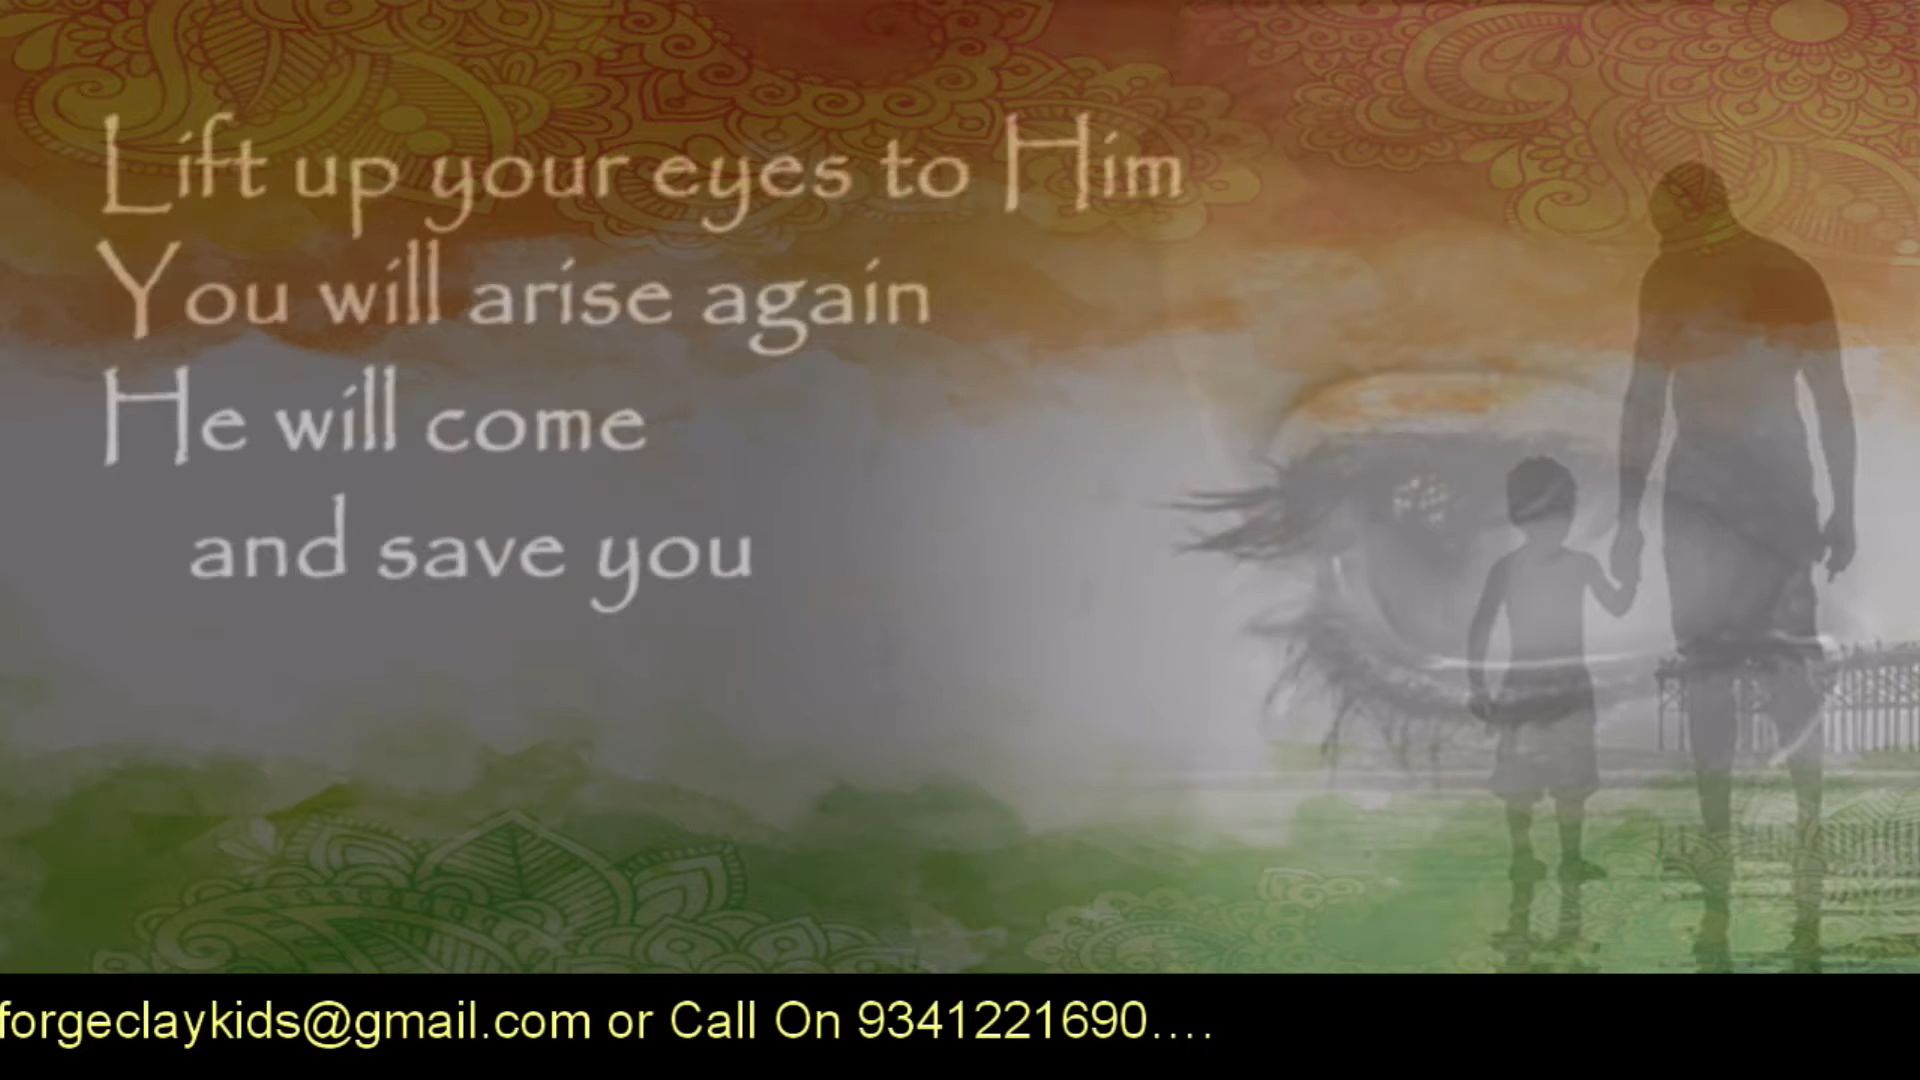 Lift up your eyes to Him
You will arise again
He will come
and save you
forgeclaykids@gmail.com or Call On 9341221690....